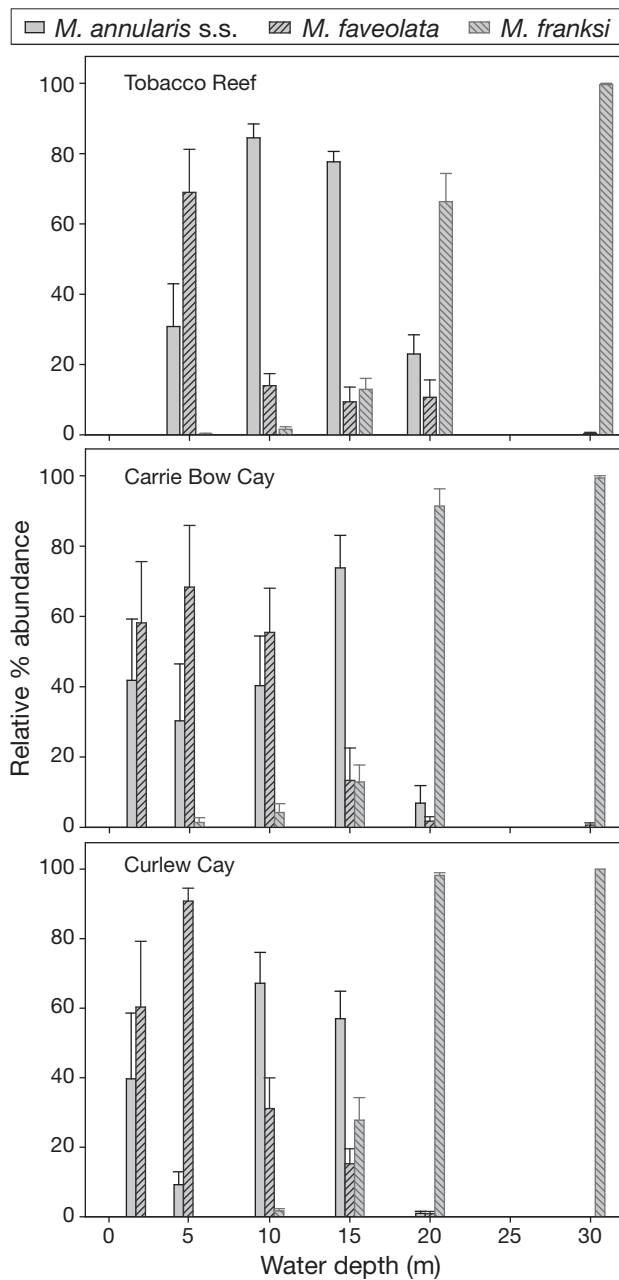 M. annularis s.s. M. faveolata M. franksi
Tobacco Reef
100
80
60
40
20
0
Carrie Bow Cay
100
80
60
40
20
0
Relative % abundance
Curlew Cay
100
80
60
40
20
0
0 5 10 15 20 25 30
Water depth (m)